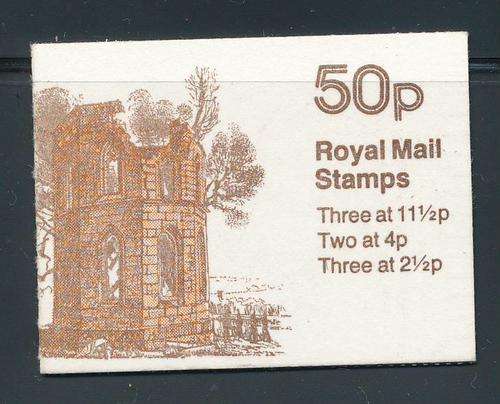 50p
Royal Mail
Stamps
Three at 11½p
Two at 4p
Three at 2½p